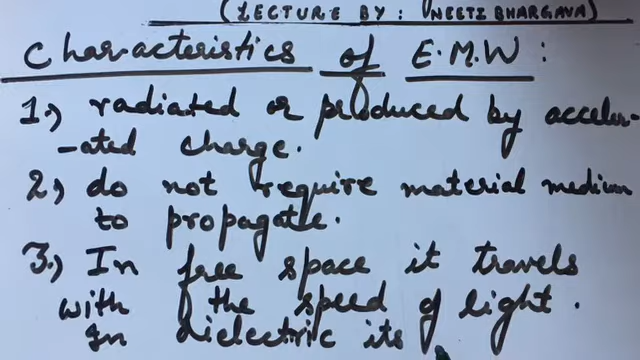 (LECTURE BY: NEETI BHARGAVA)
Characteristics of E.M.W:
1.) radiated or produced by acceler-
-ated charge.
2.) do not require material medium
to propagate.
3.) In free space it travels
with the speed of light.
In dielectric its